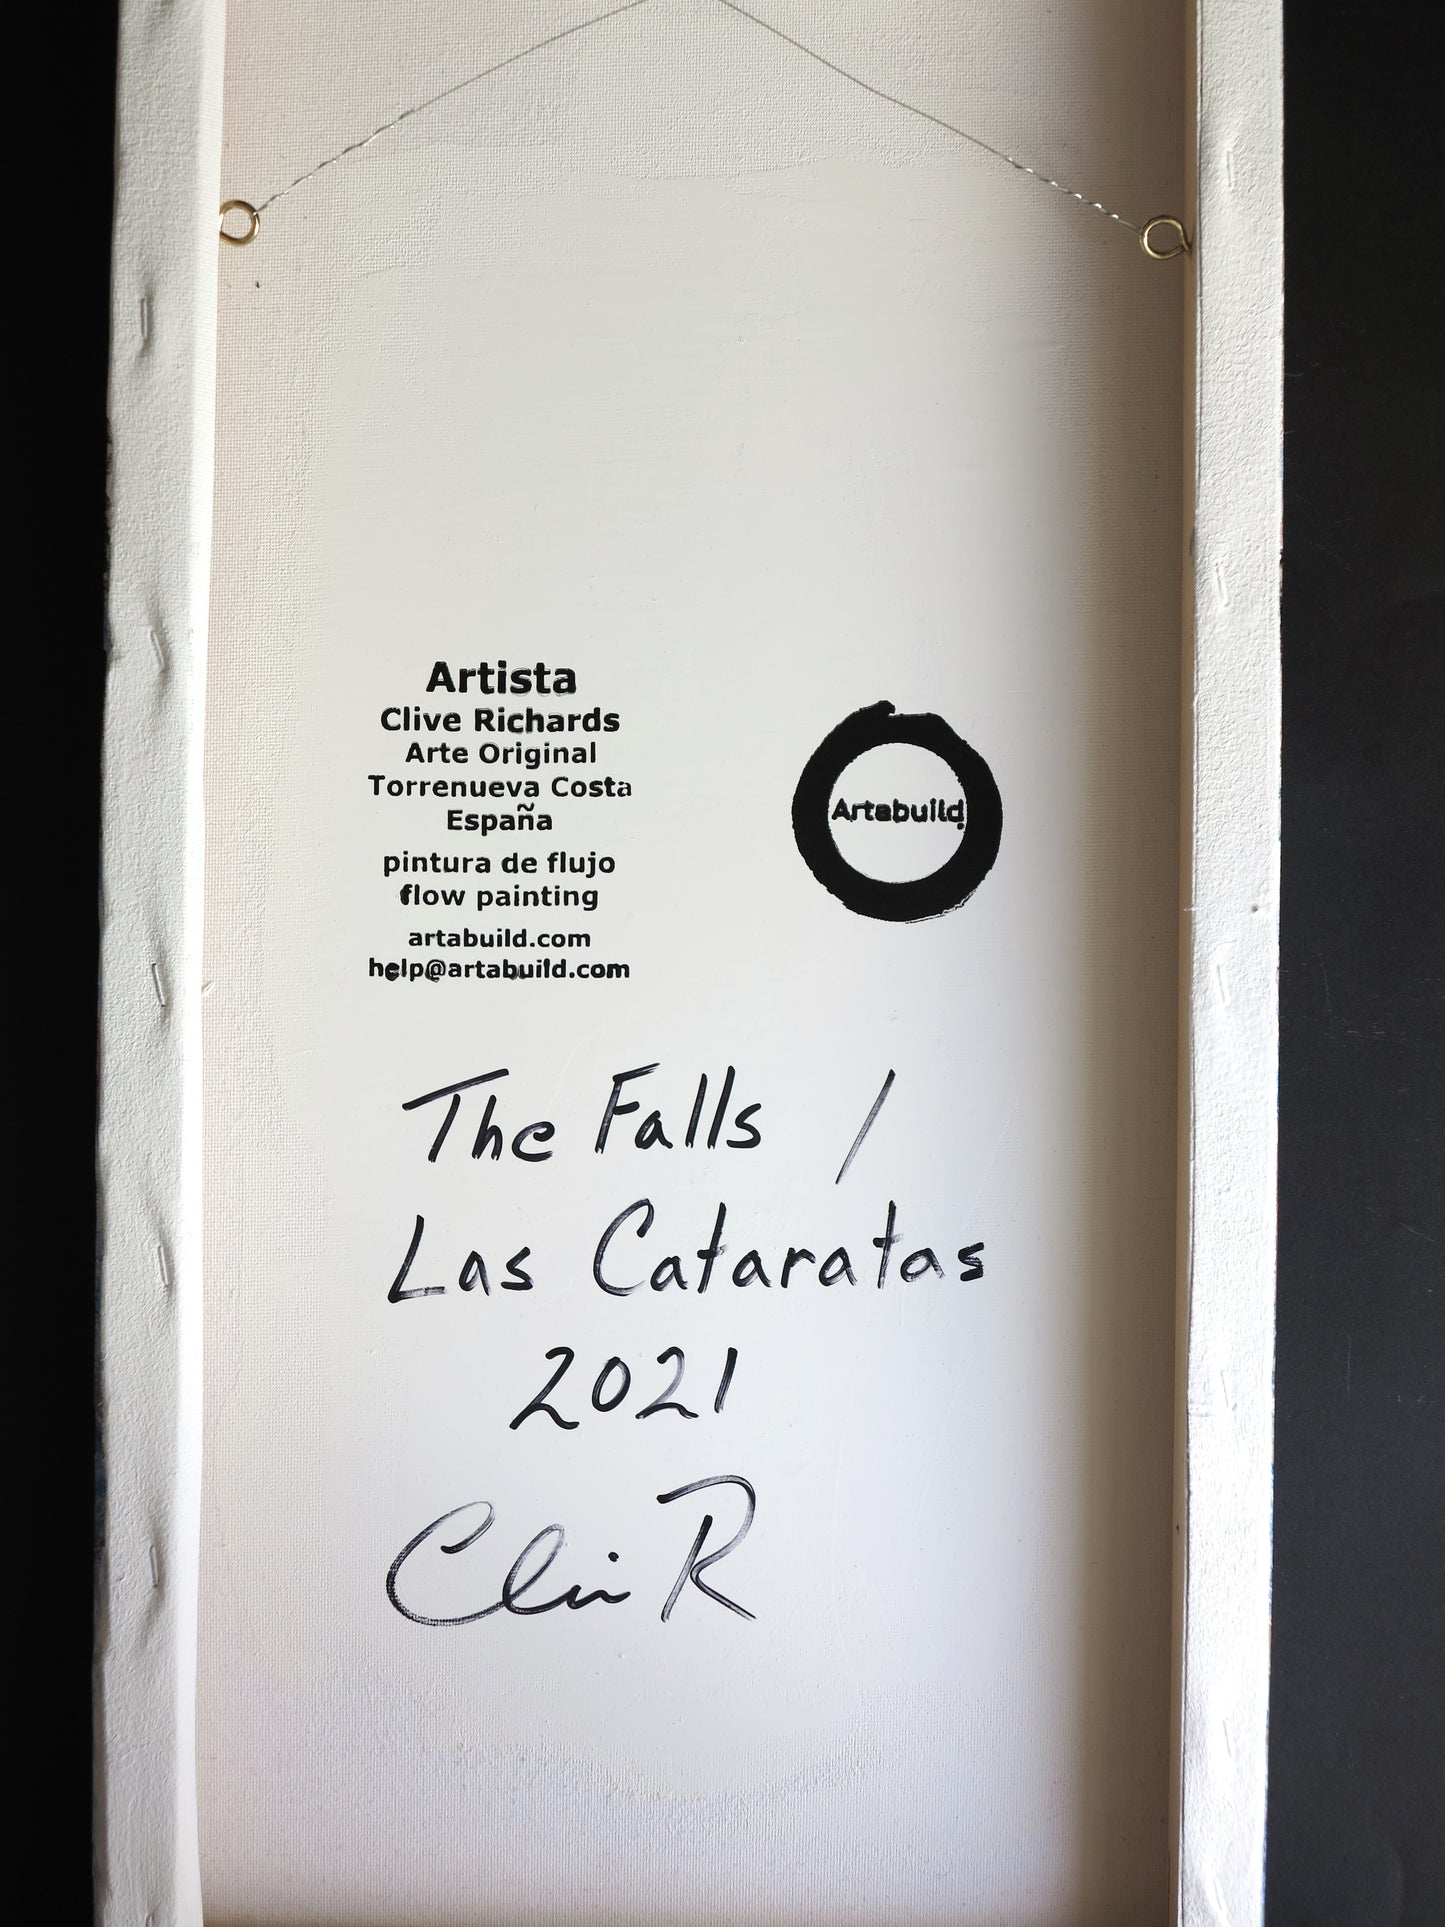 Artista
Clive Richards
Arte Original
Torrenueva Costa
España
pintura de flujo
flow painting
artabuild.com
help@artabuild.com
Artabuild.
The Falls /
Las Cataratas
2021
Cli R